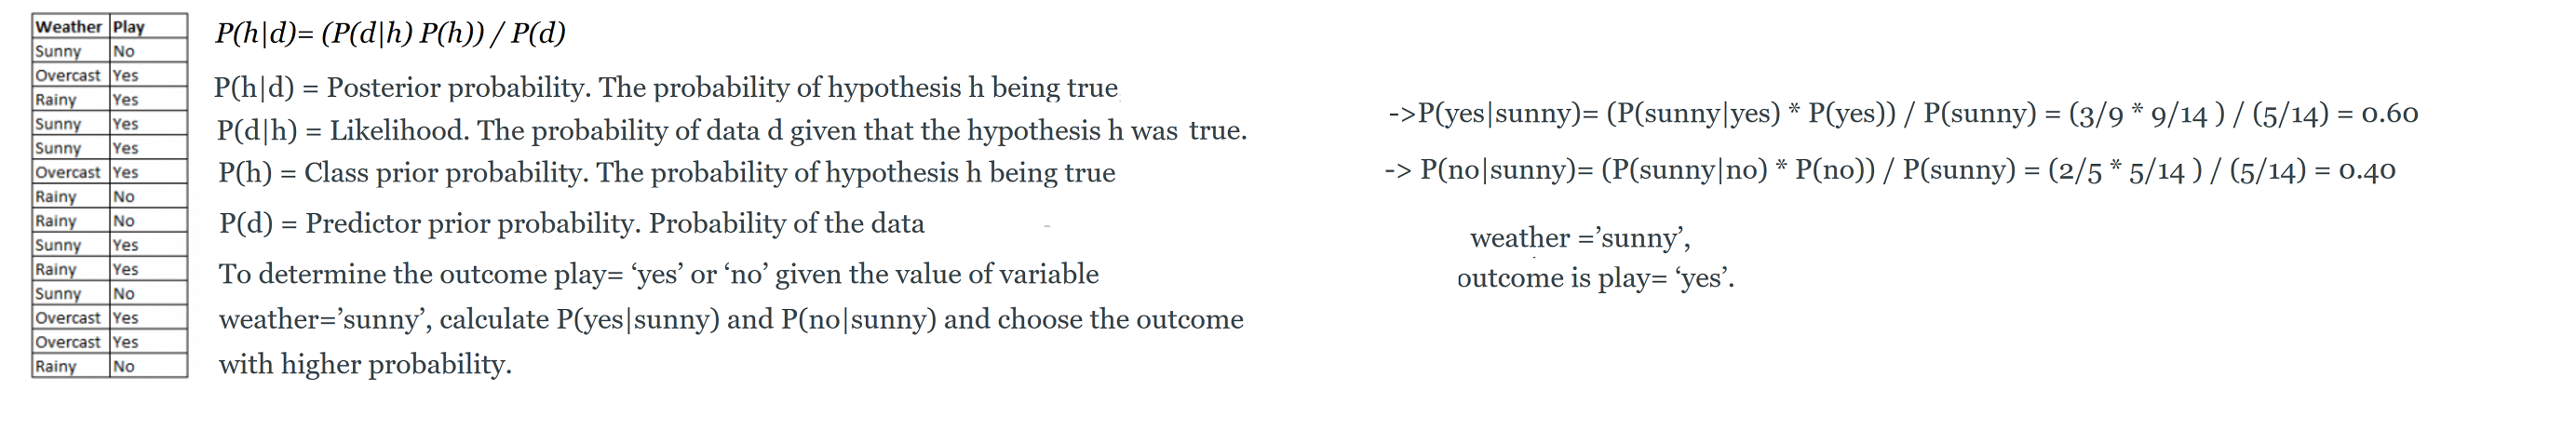 Weather Play
Sunny No
Overcast Yes
Rainy Yes
Sunny Yes
Sunny Yes
Overcast Yes
Rainy No
Rainy No
Sunny Yes
Rainy Yes
Sunny No
Overcast Yes
Overcast Yes
Rainy No
P(h|d)= (P(d|h) P(h)) / P(d)
P(h|d) = Posterior probability. The probability of hypothesis h being true
P(d|h) = Likelihood. The probability of data d given that the hypothesis h was true.
P(h) = Class prior probability. The probability of hypothesis h being true
P(d) = Predictor prior probability. Probability of the data
To determine the outcome play= ‘yes’ or ‘no’ given the value of variable
weather=’sunny’, calculate P(yes|sunny) and P(no|sunny) and choose the outcome
with higher probability.
->P(yes|sunny)= (P(sunny|yes) * P(yes)) / P(sunny) = (3/9 * 9/14 ) / (5/14) = 0.60
-> P(no|sunny)= (P(sunny|no) * P(no)) / P(sunny) = (2/5 * 5/14 ) / (5/14) = 0.40
weather =’sunny’,
outcome is play= ‘yes’.